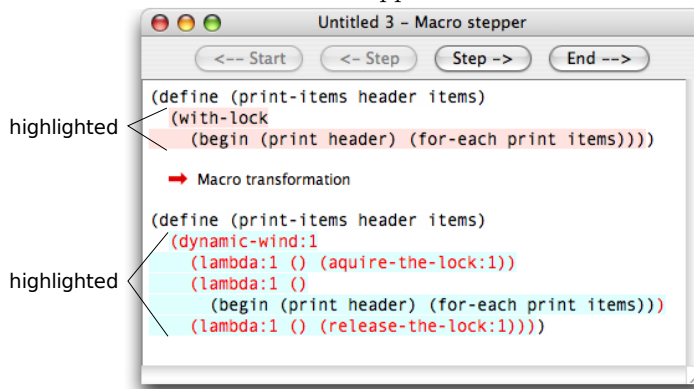 Untitled 3 – Macro stepper
<-- Start <- Step Step -> End -->
(define (print-items header items)
(with-lock
(begin (print header) (for-each print items))))
highlighted
Macro transformation
(define (print-items header items)
(dynamic-wind:1
(lambda:1 () (aquire-the-lock:1))
(lambda:1 ()
(begin (print header) (for-each print items)))
(lambda:1 () (release-the-lock:1))))
highlighted